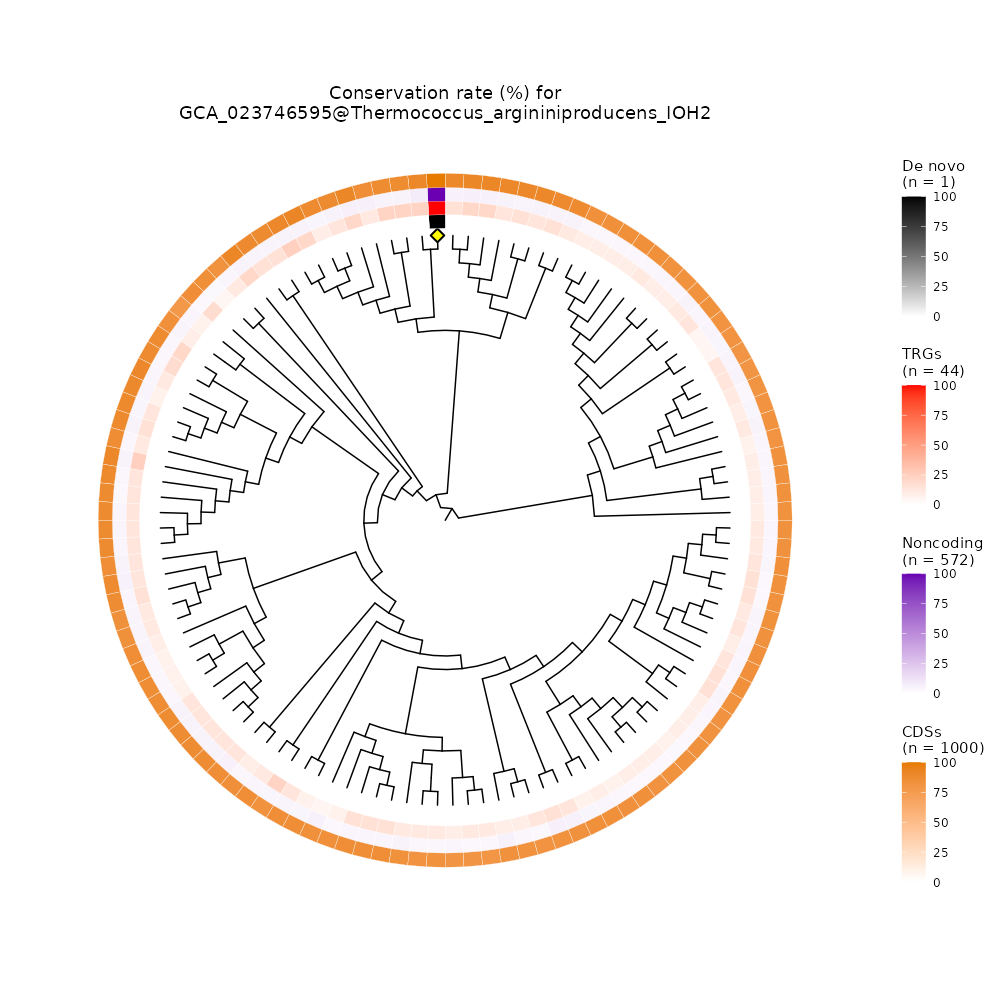 Conservation rate (%) for
GCA_023746595@Thermococcus_argininiproducens_IOH2
De novo
(n = 1)
100
75
50
25
0
TRGs
(n = 44)
100
75
50
25
0
Noncoding
(n = 572)
100
75
50
25
0
CDSs
(n = 1000)
100
75
50
25
0